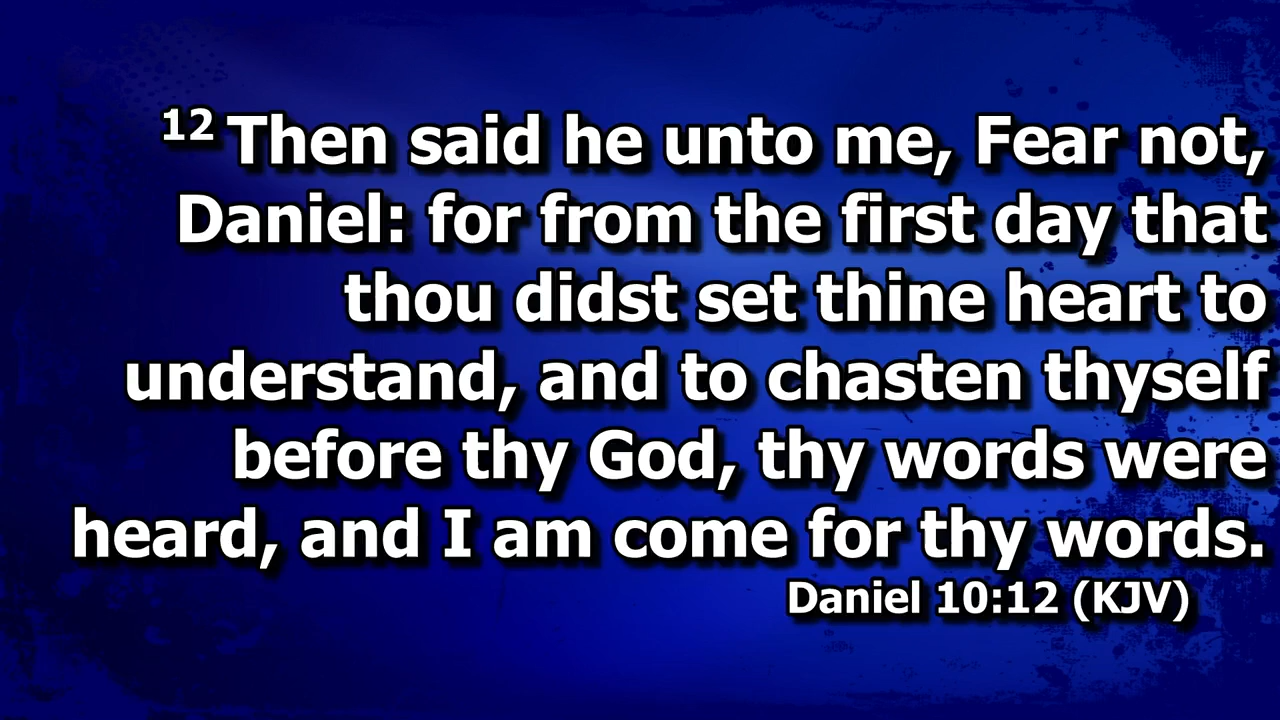 12 Then said he unto me, Fear not,
Daniel: for from the first day that
thou didst set thine heart to
understand, and to chasten thyself
before thy God, thy words were
heard, and I am come for thy words.
Daniel 10:12 (KJV)